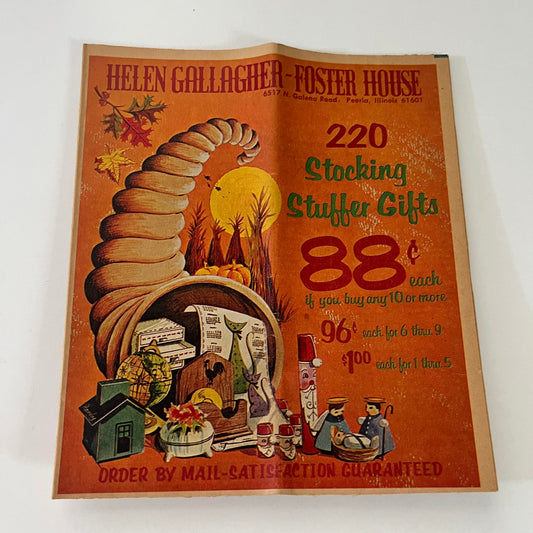 HELEN GALLAGHER-FOSTER HOUSE
6517 N. Galena Road, Peoria, Illinois 61601
220
Stocking
Stuffer Gifts
88¢ each
if you buy any 10 or more
96¢ each for 6 thru 9
$1.00 each for 1 thru 5
ORDER BY MAIL-SATISFACTION GUARANTEED